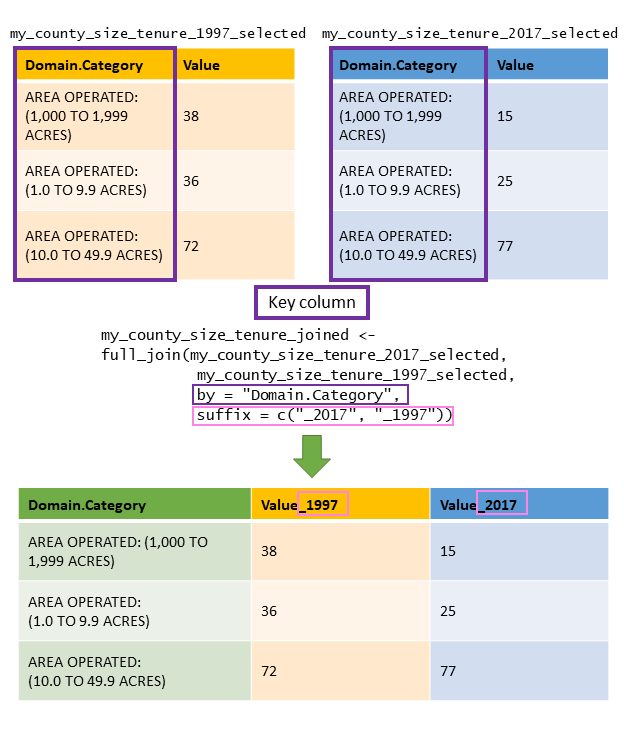 my_county_size_tenure_1997_selected
my_county_size_tenure_2017_selected
Domain.Category Value
AREA OPERATED:
(1,000 TO 1,999
ACRES)
38
AREA OPERATED:
(1.0 TO 9.9 ACRES)
36
AREA OPERATED:
(10.0 TO 49.9 ACRES)
72
Domain.Category Value
AREA OPERATED:
(1,000 TO 1,999
ACRES)
15
AREA OPERATED:
(1.0 TO 9.9 ACRES)
25
AREA OPERATED:
(10.0 TO 49.9 ACRES)
77
Key column
my_county_size_tenure_joined <-
full_join(my_county_size_tenure_2017_selected,
my_county_size_tenure_1997_selected,
by = "Domain.Category",
suffix = c("_2017", "_1997"))
Domain.Category Value_1997 Value_2017
AREA OPERATED: (1,000 TO
1,999 ACRES)
38 15
AREA OPERATED:
(1.0 TO 9.9 ACRES)
36 25
AREA OPERATED:
(10.0 TO 49.9 ACRES)
72 77